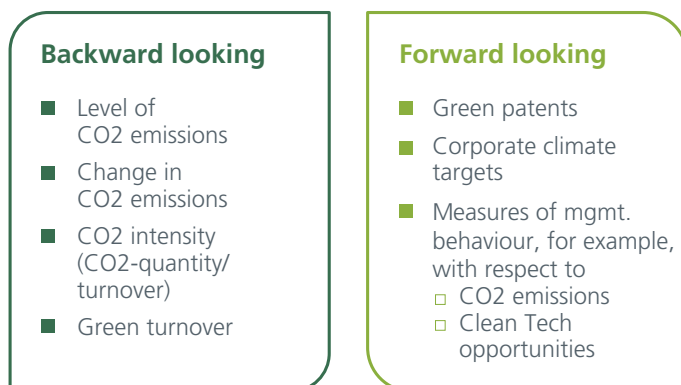 Backward looking
Level of
CO2 emissions
Change in
CO2 emissions
CO2 intensity
(CO2-quantity/
turnover)
Green turnover
Forward looking
Green patents
Corporate climate
targets
Measures of mgmt.
behaviour, for example,
with respect to
CO2 emissions
Clean Tech
opportunities